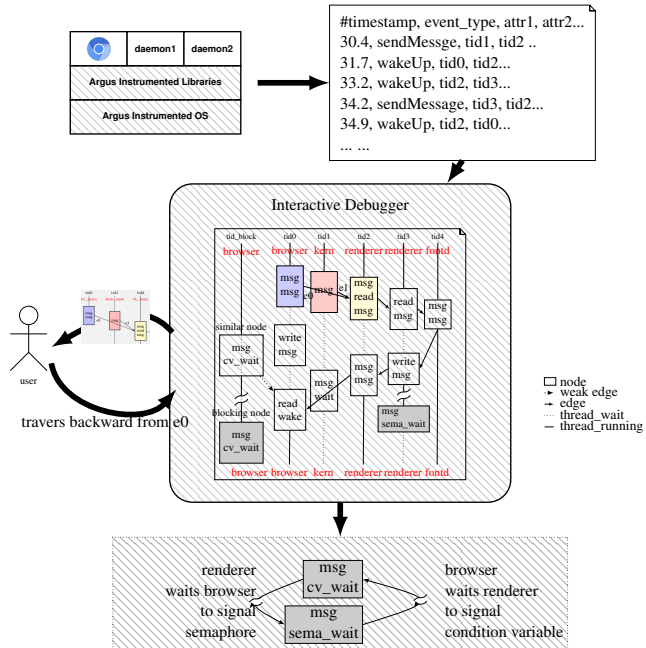 daemon1 daemon2
Argus Instrumented Libraries
Argus Instrumented OS
#timestamp, event_type, attr1, attr2...
30.4, sendMessge, tid1, tid2 ..
31.7, wakeUp, tid0, tid2...
33.2, wakeUp, tid2, tid3...
34.2, sendMessage, tid3, tid2...
34.9, wakeUp, tid2, tid0...
... ...
Interactive Debugger
tid_block tid0 tid1 tid2 tid3 tid4
browser browser kern renderer renderer fontd
msg
msg
msg
msg
read
msg
read
msg
msg
msg
e0
e1
similar node
msg
cv_wait
write
msg
msg
wait
msg
msg
write
msg
read
wake
blocking node
msg
cv_wait
msg
sema_wait
browser browser kern renderer renderer fontd
user
travers backward from e0
node
weak edge
edge
thread_wait
thread_running
renderer
waits browser
to signal
semaphore
msg
cv_wait
msg
sema_wait
browser
waits renderer
to signal
condition variable